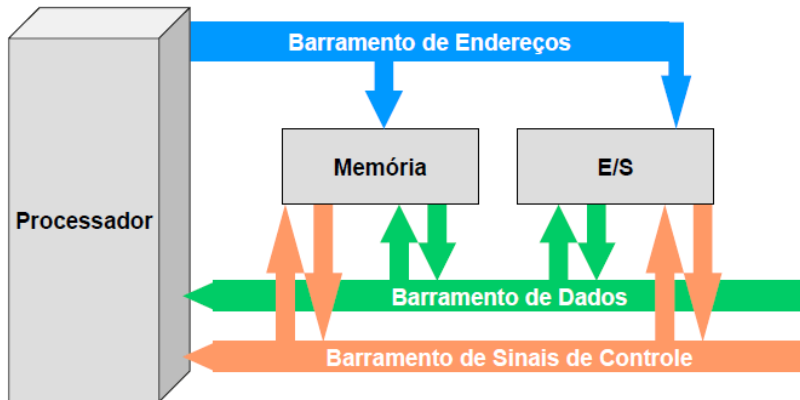 Barramento de Endereços
Memória
E/S
Processador
Barramento de Dados
Barramento de Sinais de Controle